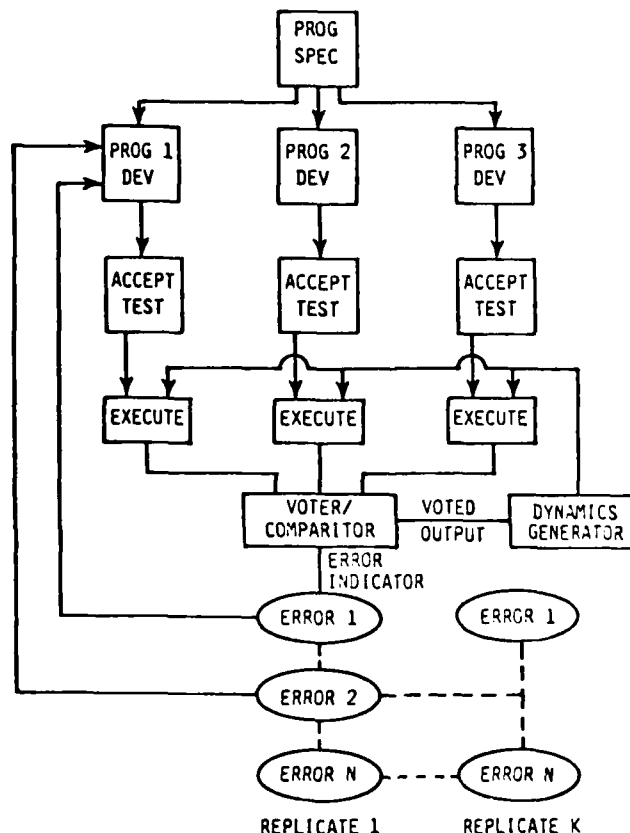 PROG
SPEC
PROG 1
DEV
PROG 2
DEV
PROG 3
DEV
ACCEPT
TEST
ACCEPT
TEST
ACCEPT
TEST
EXECUTE
EXECUTE
EXECUTE
VOTER/
COMPARITOR
VOTED
OUTPUT
DYNAMICS
GENERATOR
ERROR
INDICATOR
ERROR 1
ERROR 1
ERROR 2
ERROR N
ERROR N
REPLICATE 1
REPLICATE K